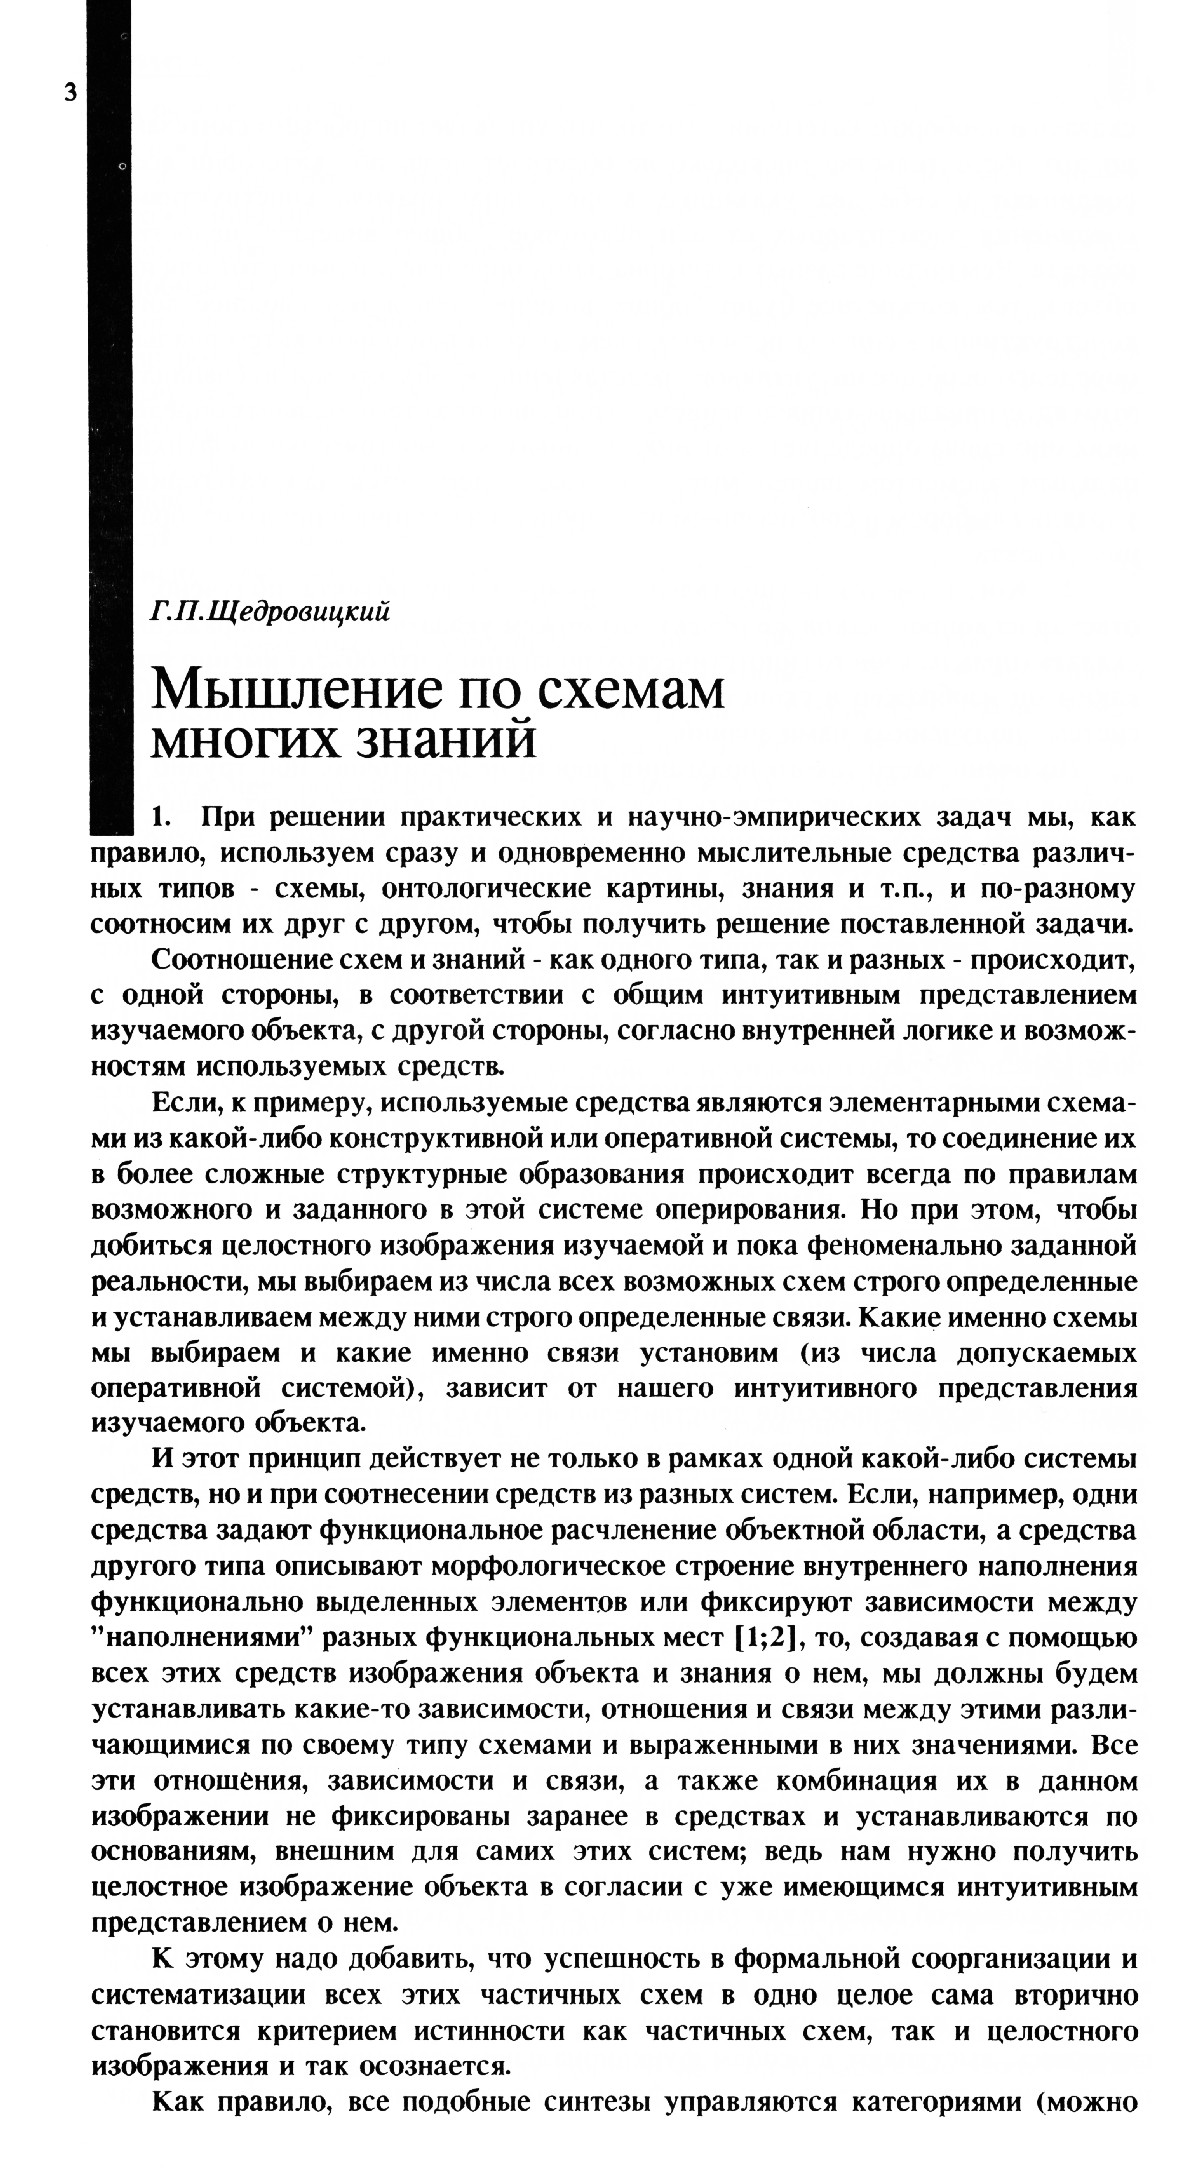 3
Г.П.Щедровицкий
Мышление по схемам
многих знаний
1. При решении практических и научно-эмпирических задач мы, как
правило, используем сразу и одновременно мыслительные средства различ-
ных типов - схемы, онтологические картины, знания и т.п., и по-разному
соотносим их друг с другом, чтобы получить решение поставленной задачи.
Соотношение схем и знаний - как одного типа, так и разных - происходит,
с одной стороны, в соответствии с общим интуитивным представлением
изучаемого объекта, с другой стороны, согласно внутренней логике и возмож-
ностям используемых средств.
Если, к примеру, используемые средства являются элементарными схема-
ми из какой-либо конструктивной или оперативной системы, то соединение их
в более сложные структурные образования происходит всегда по правилам
возможного и заданного в этой системе оперирования. Но при этом, чтобы
добиться целостного изображения изучаемой и пока феноменально заданной
реальности, мы выбираем из числа всех возможных схем строго определенные
и устанавливаем между ними строго определенные связи. Какие именно схемы
мы выбираем и какие именно связи установим (из числа допускаемых
оперативной системой), зависит от нашего интуитивного представления
изучаемого объекта.
И этот принцип действует не только в рамках одной какой-либо системы
средств, но и при соотнесении средств из разных систем. Если, например, одни
средства задают функциональное расчленение объектной области, а средства
другого типа описывают морфологическое строение внутреннего наполнения
функционально выделенных элементов или фиксируют зависимости между
"наполнениями" разных функциональных мест [1;2], то, создавая с помощью
всех этих средств изображения объекта и знания о нем, мы должны будем
устанавливать какие-то зависимости, отношения и связи между этими разли-
чающимися по своему типу схемами и выраженными в них значениями. Все
эти отношения, зависимости и связи, а также комбинация их в данном
изображении не фиксированы заранее в средствах и устанавливаются по
основаниям, внешним для самих этих систем; ведь нам нужно получить
целостное изображение объекта в согласии с уже имеющимся интуитивным
представлением о нем.
К этому надо добавить, что успешность в формальной соорганизации и
систематизации всех этих частичных схем в одно целое сама вторично
становится критерием истинности как частичных схем, так и целостного
изображения и так осознается.
Как правило, все подобные синтезы управляются категориями (можно